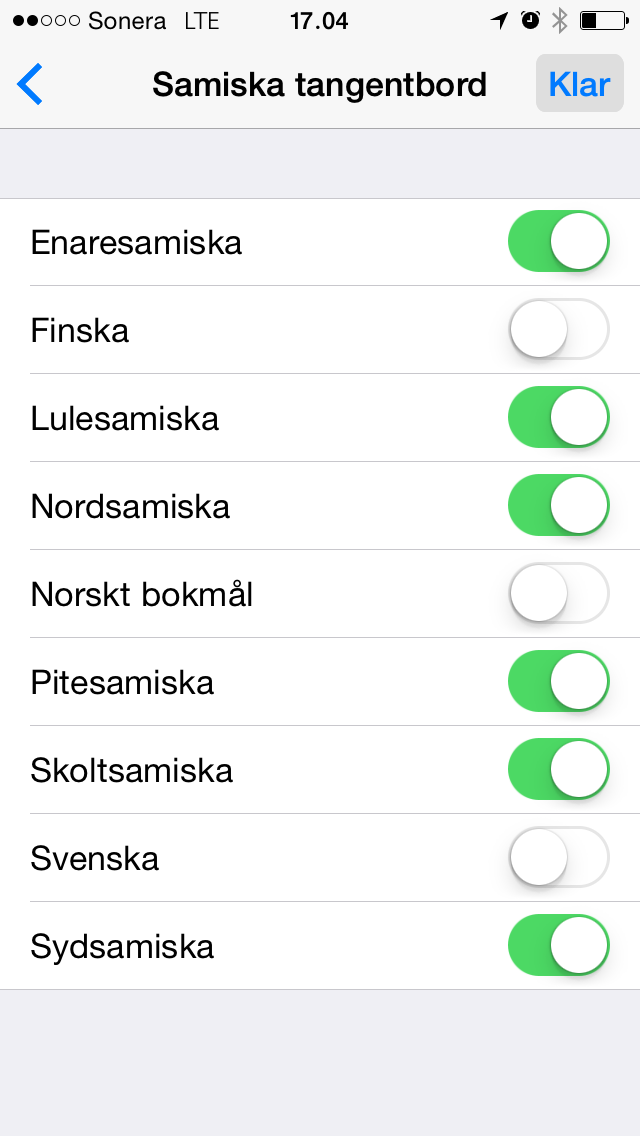 Sonera LTE 17.04
Samiska tangentbord Klar
Enaresamiska
Finska
Lulesamiska
Nordsamiska
Norskt bokmål
Pitesamiska
Skoltsamiska
Svenska
Sydsamiska